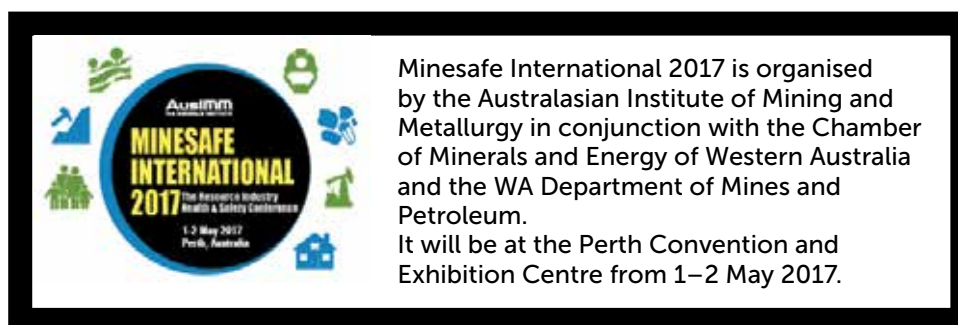 AusIMM
THE MINERALS INSTITUTE
MINESAFE
INTERNATIONAL
2017 The Resource Industry
Health & Safety Conference
1-2 May 2017
Perth, Australia
Minesafe International 2017 is organised
by the Australasian Institute of Mining and
Metallurgy in conjunction with the Chamber
of Minerals and Energy of Western Australia
and the WA Department of Mines and
Petroleum.
It will be at the Perth Convention and
Exhibition Centre from 1–2 May 2017.